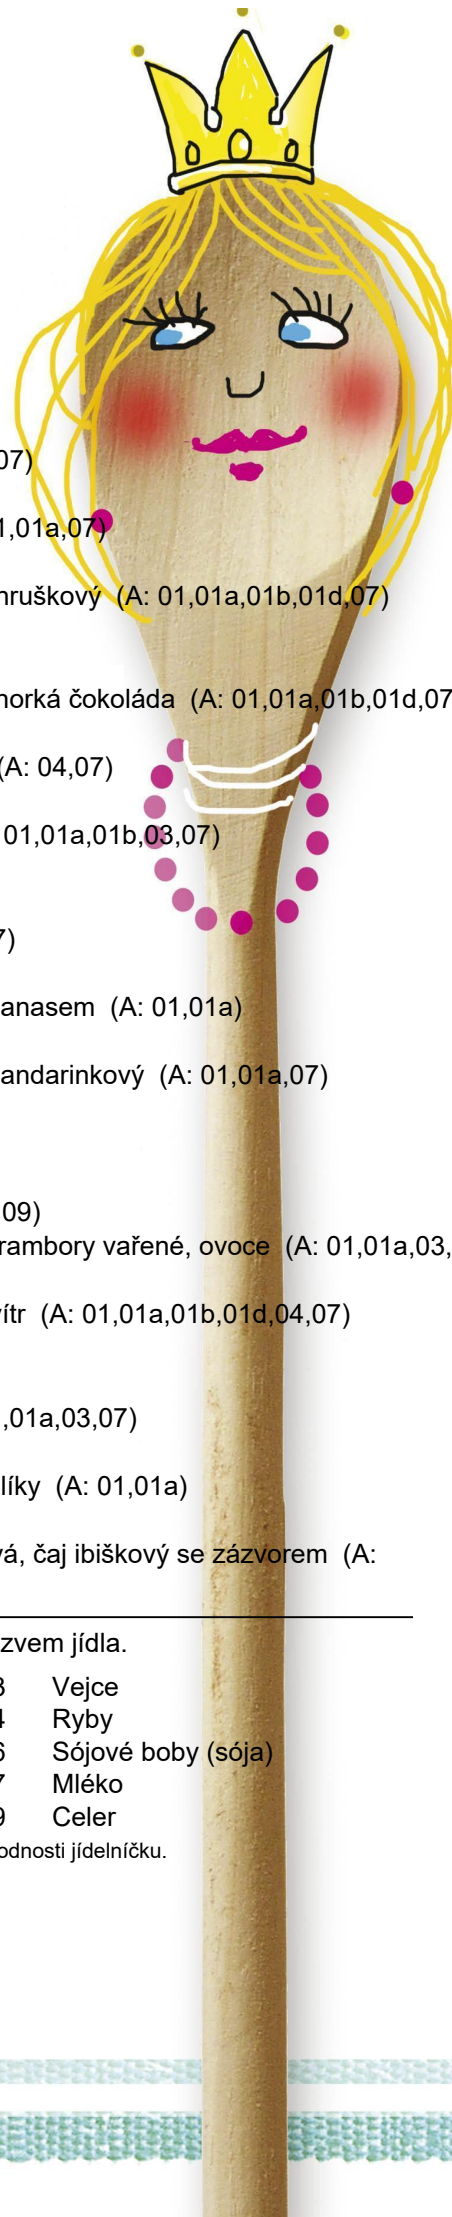 07)
1,01a,07)
hruškový (A: 01,01a,01b,01d,07)
horká čokoláda (A: 01,01a,01b,01d,07
(A: 04,07)
01,01a,01b,03,07)
7)
anasem (A: 01,01a)
andarinkový (A: 01,01a,07)
09)
rambory vařené, ovoce (A: 01,01a,03,
vítr (A: 01,01a,01b,01d,04,07)
,01a,03,07)
líky (A: 01,01a)
vá, čaj ibiškový se zázvorem (A:
zvem jídla.
3 Vejce
4 Ryby
6 Sójové boby (sója)
7 Mléko
9 Celer
odnosti jídelníčku.